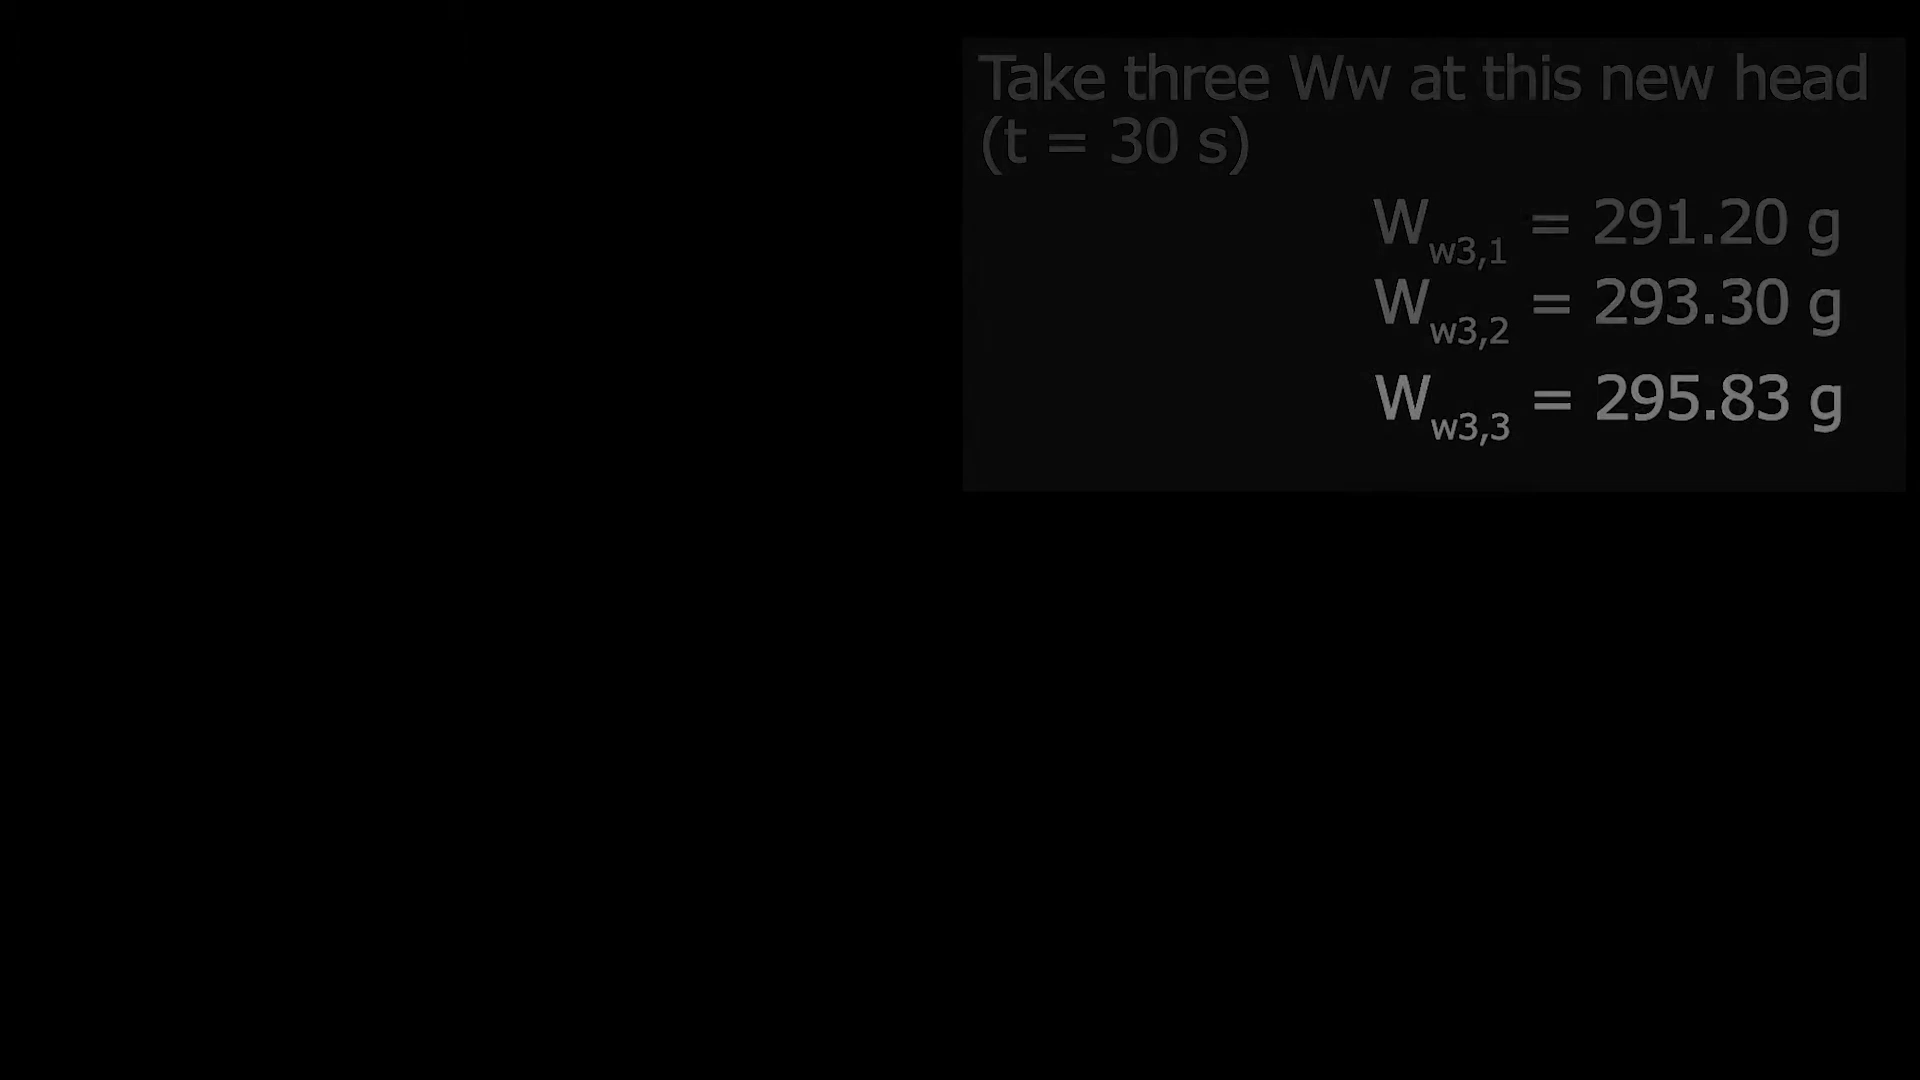 Take three Ww at this new head
(t = 30 s)
Ww3,1 = 291.20 g
Ww3,2 = 293.30 g
Ww3,3 = 295.83 g